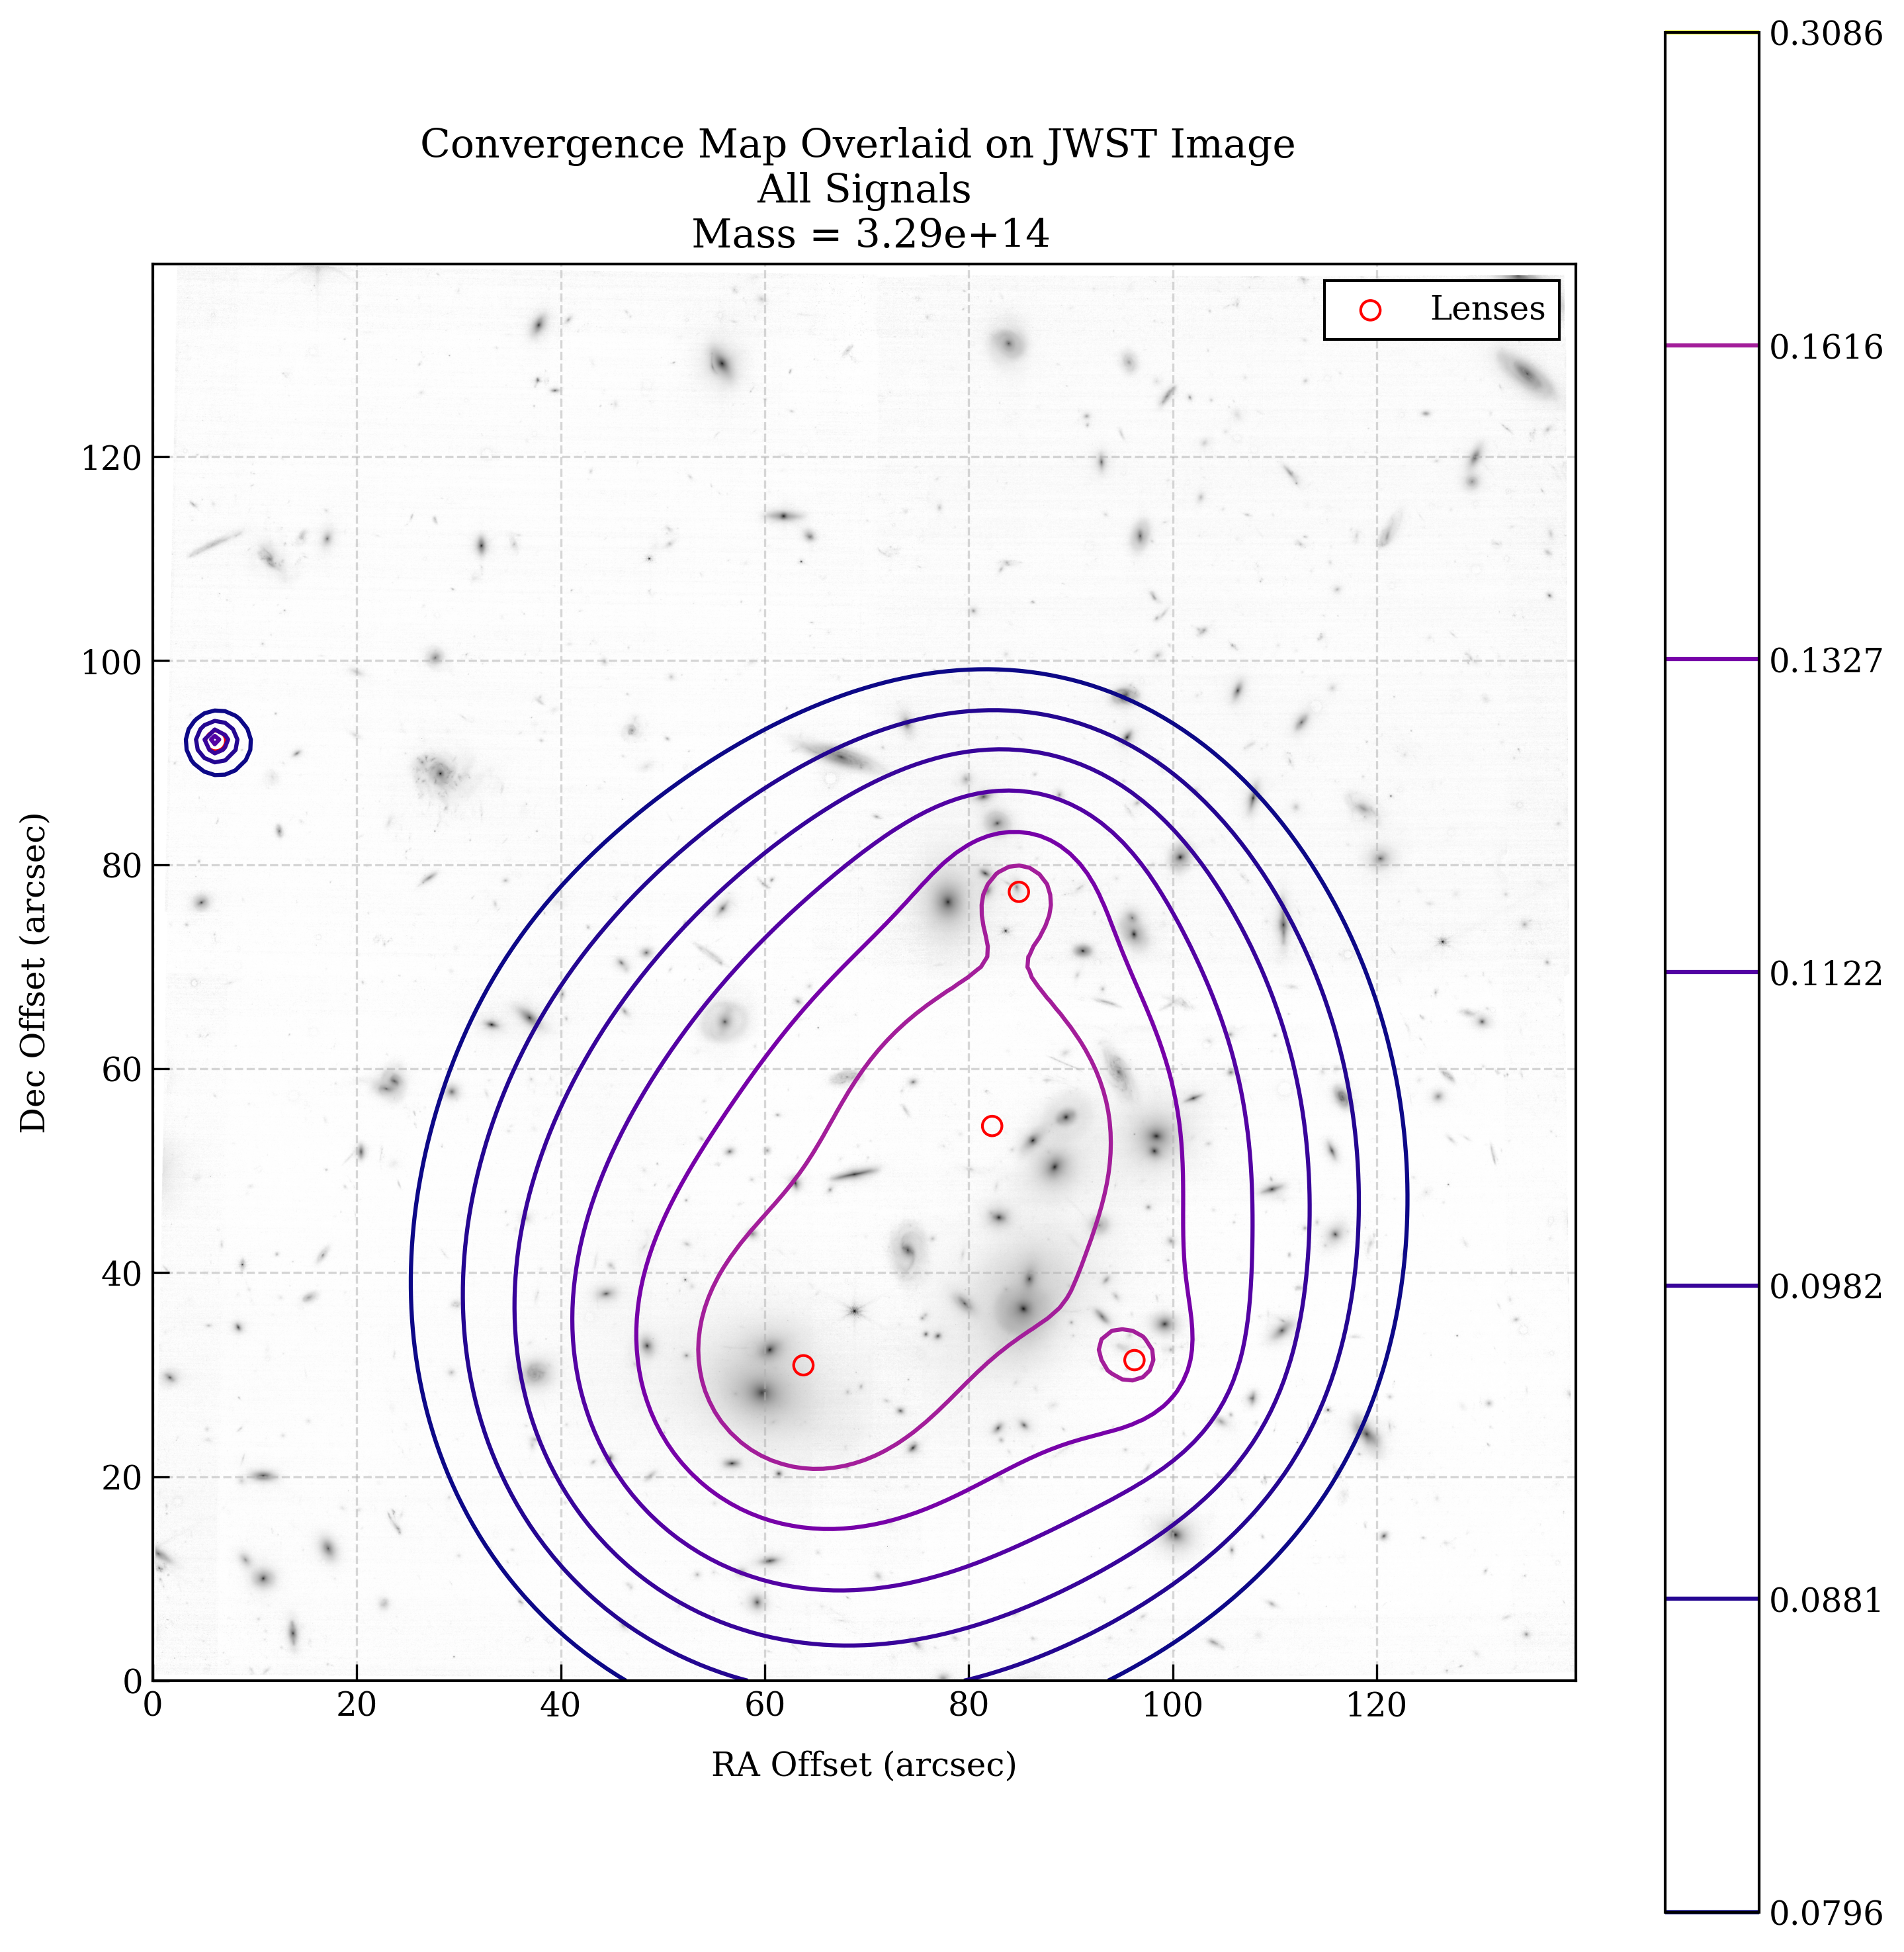 Convergence Map Overlaid on JWST Image
All Signals
Mass = 3.29e+14
Lenses
120
100
80
60
40
20
0
Dec Offset (arcsec)
0 20 40 60 80 100 120
RA Offset (arcsec)
0.3086
0.1616
0.1327
0.1122
0.0982
0.0881
0.0796